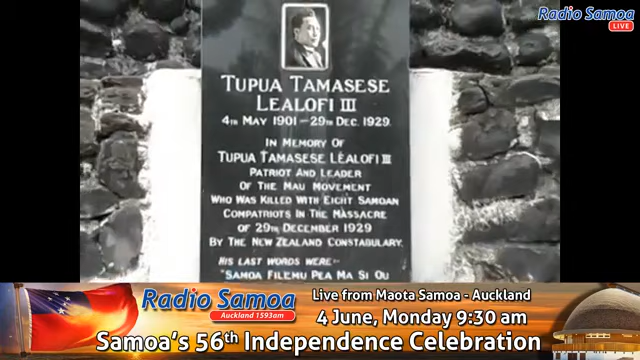 Radio Samoa
LIVE
TUPUA TAMASESE
LEALOFI III
4TH MAY 1901 - 29TH DEC. 1929.
IN MEMORY OF
TUPUA TAMASESE LEALOFI III
PATRIOT AND LEADER
OF THE MAU MOVEMENT
WHO WAS KILLED WITH EIGHT SAMOAN
COMPATRIOTS IN THE MASSACRE
OF 29TH DECEMBER 1929
BY THE NEW ZEALAND CONSTABULARY.
HIS LAST WORDS WERE:-
"SAMOA FILEMU PEA MA SI OU
Radio Samoa
Auckland 1593am
Live from Maota Samoa - Auckland
4 June, Monday 9:30 am
Samoa's 56th Independence Celebration